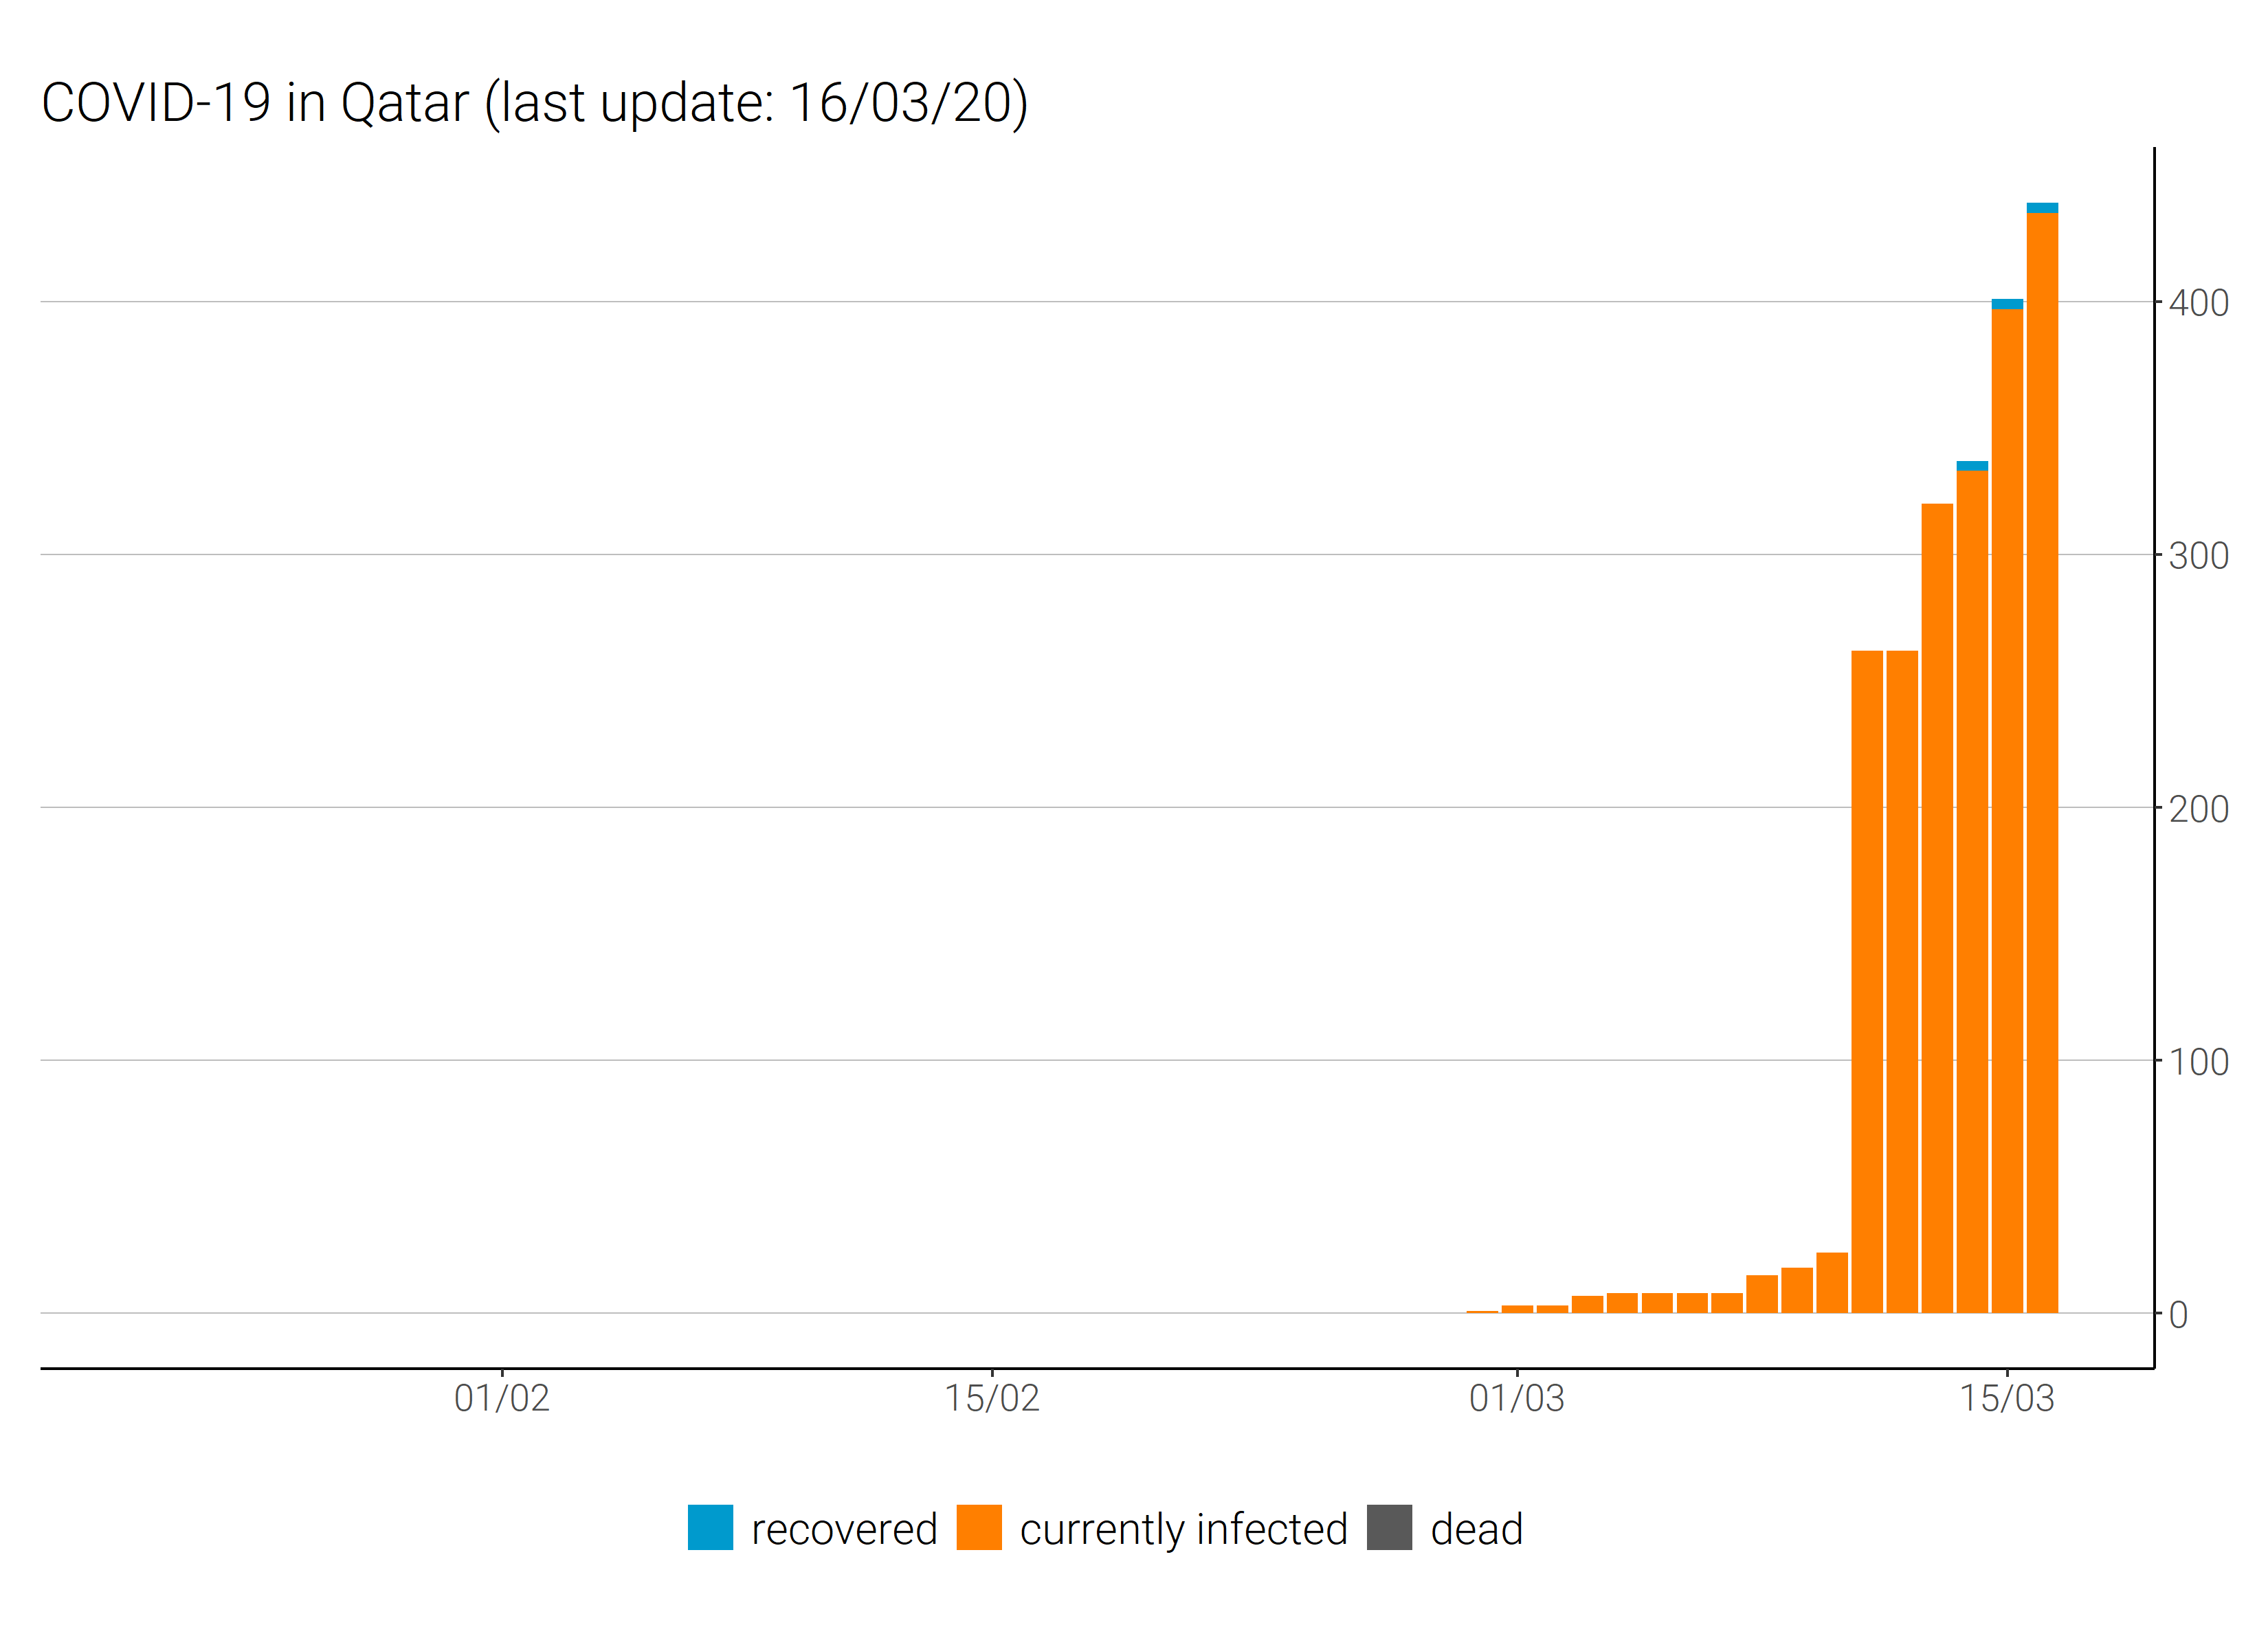 COVID-19 in Qatar (last update: 16/03/20)
400
300
200
100
0
01/02 15/02 01/03 15/03
recovered currently infected dead